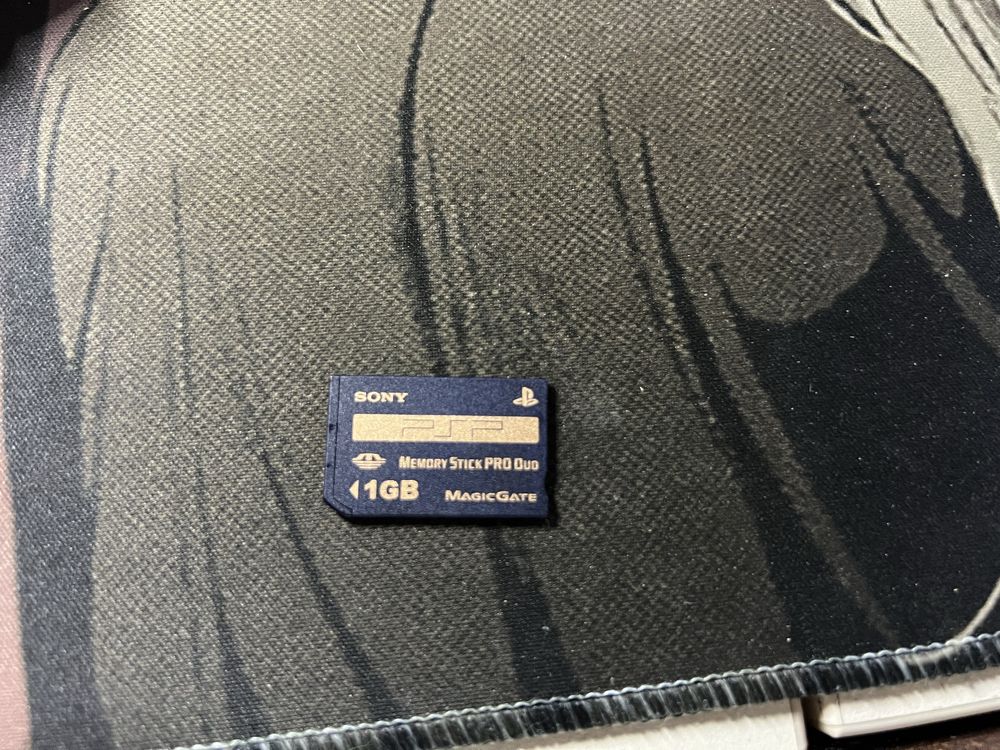 SONY
PSP
MEMORY STICK PRO DUO
1GB MAGICGATE